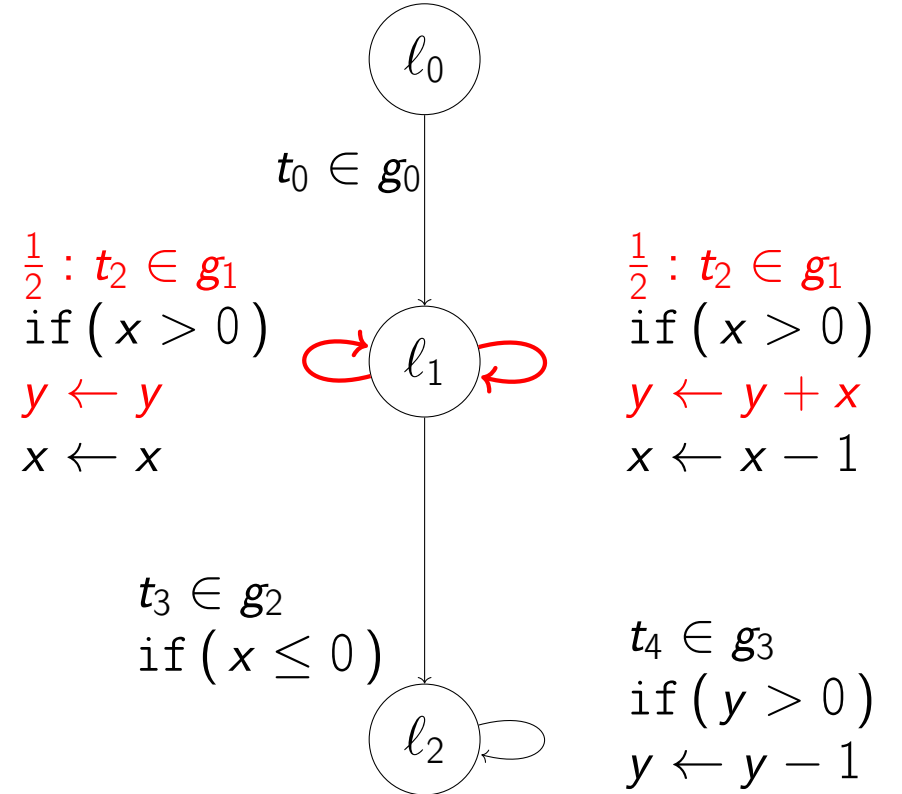 ℓ₀
t₀ ∈ g₀
½ : t₂ ∈ g₁
if ( x > 0 )
y ← y
x ← x
ℓ₁
½ : t₂ ∈ g₁
if ( x > 0 )
y ← y + x
x ← x − 1
t₃ ∈ g₂
if ( x ≤ 0 )
ℓ₂
t₄ ∈ g₃
if ( y > 0 )
y ← y − 1